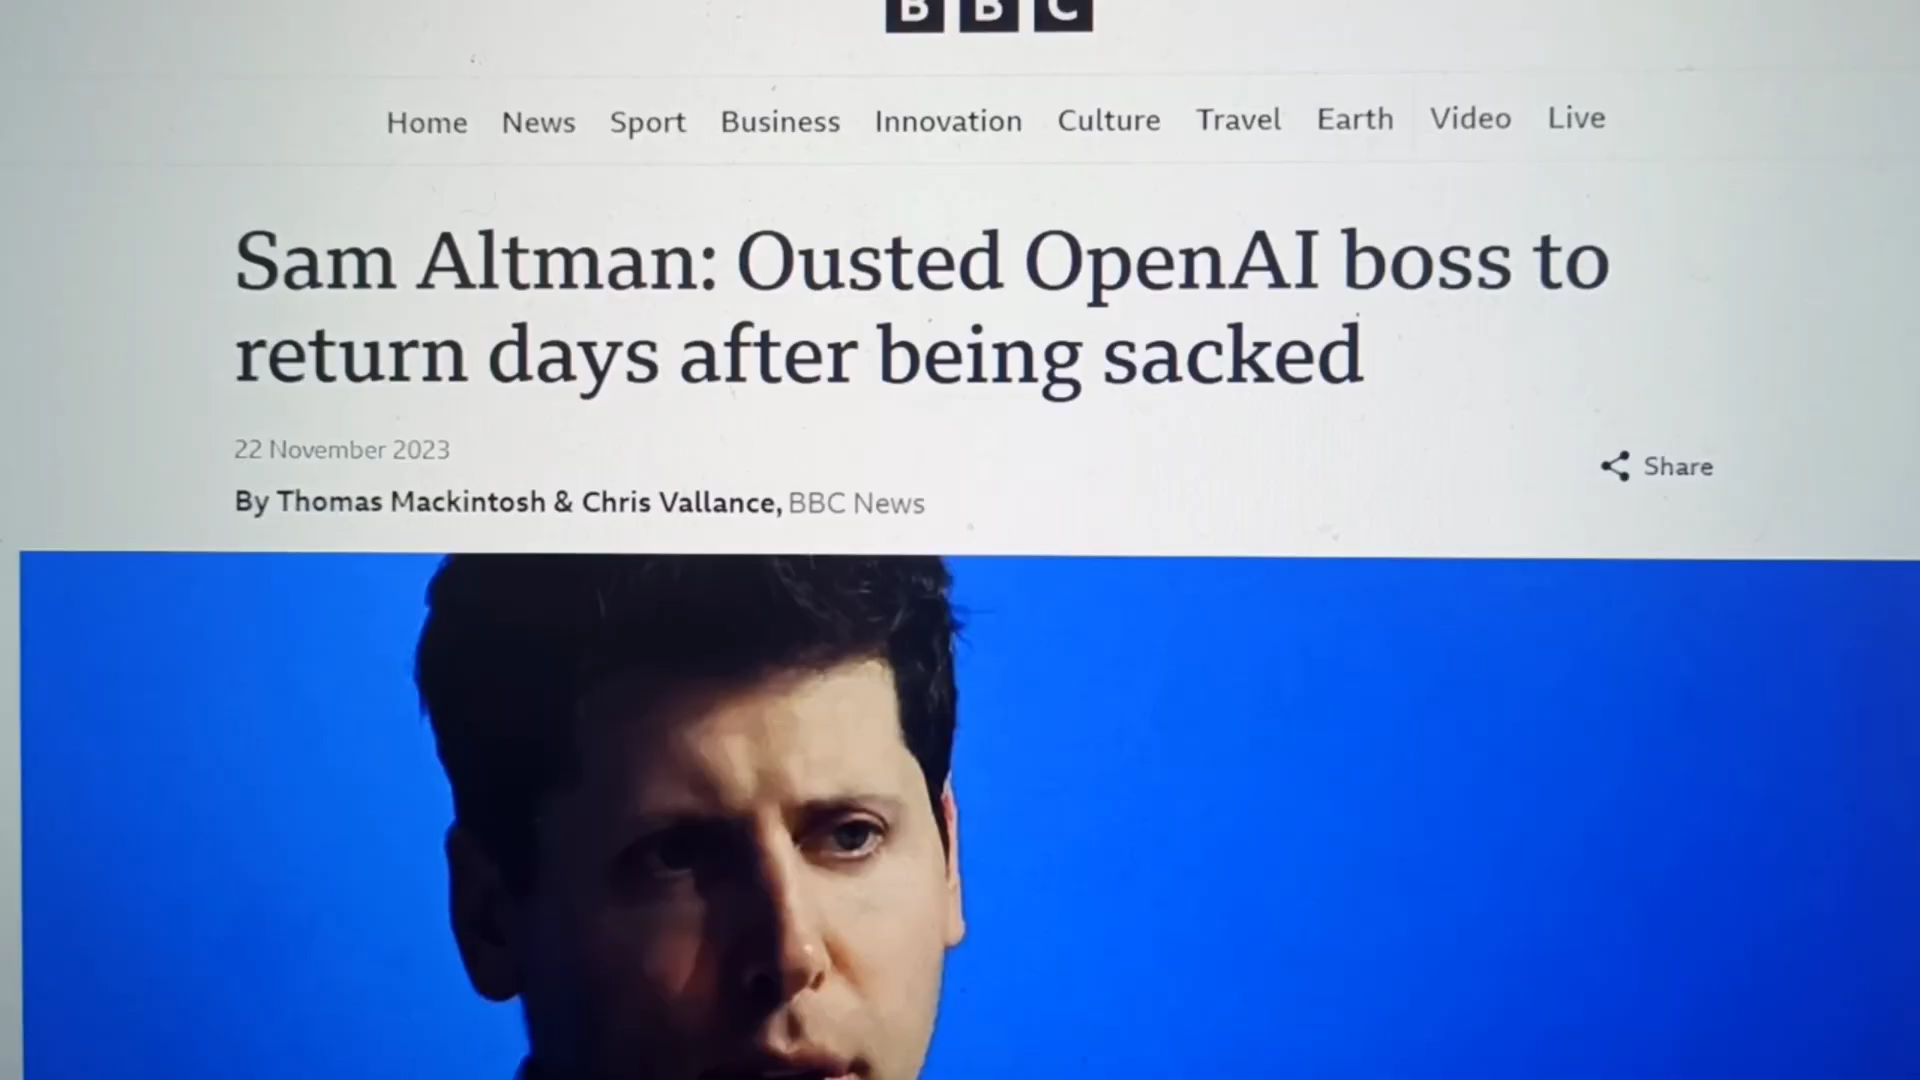 BBC
Home News Sport Business Innovation Culture Travel Earth Video Live
Sam Altman: Ousted OpenAI boss to
return days after being sacked
22 November 2023
Share
By Thomas Mackintosh & Chris Vallance, BBC News